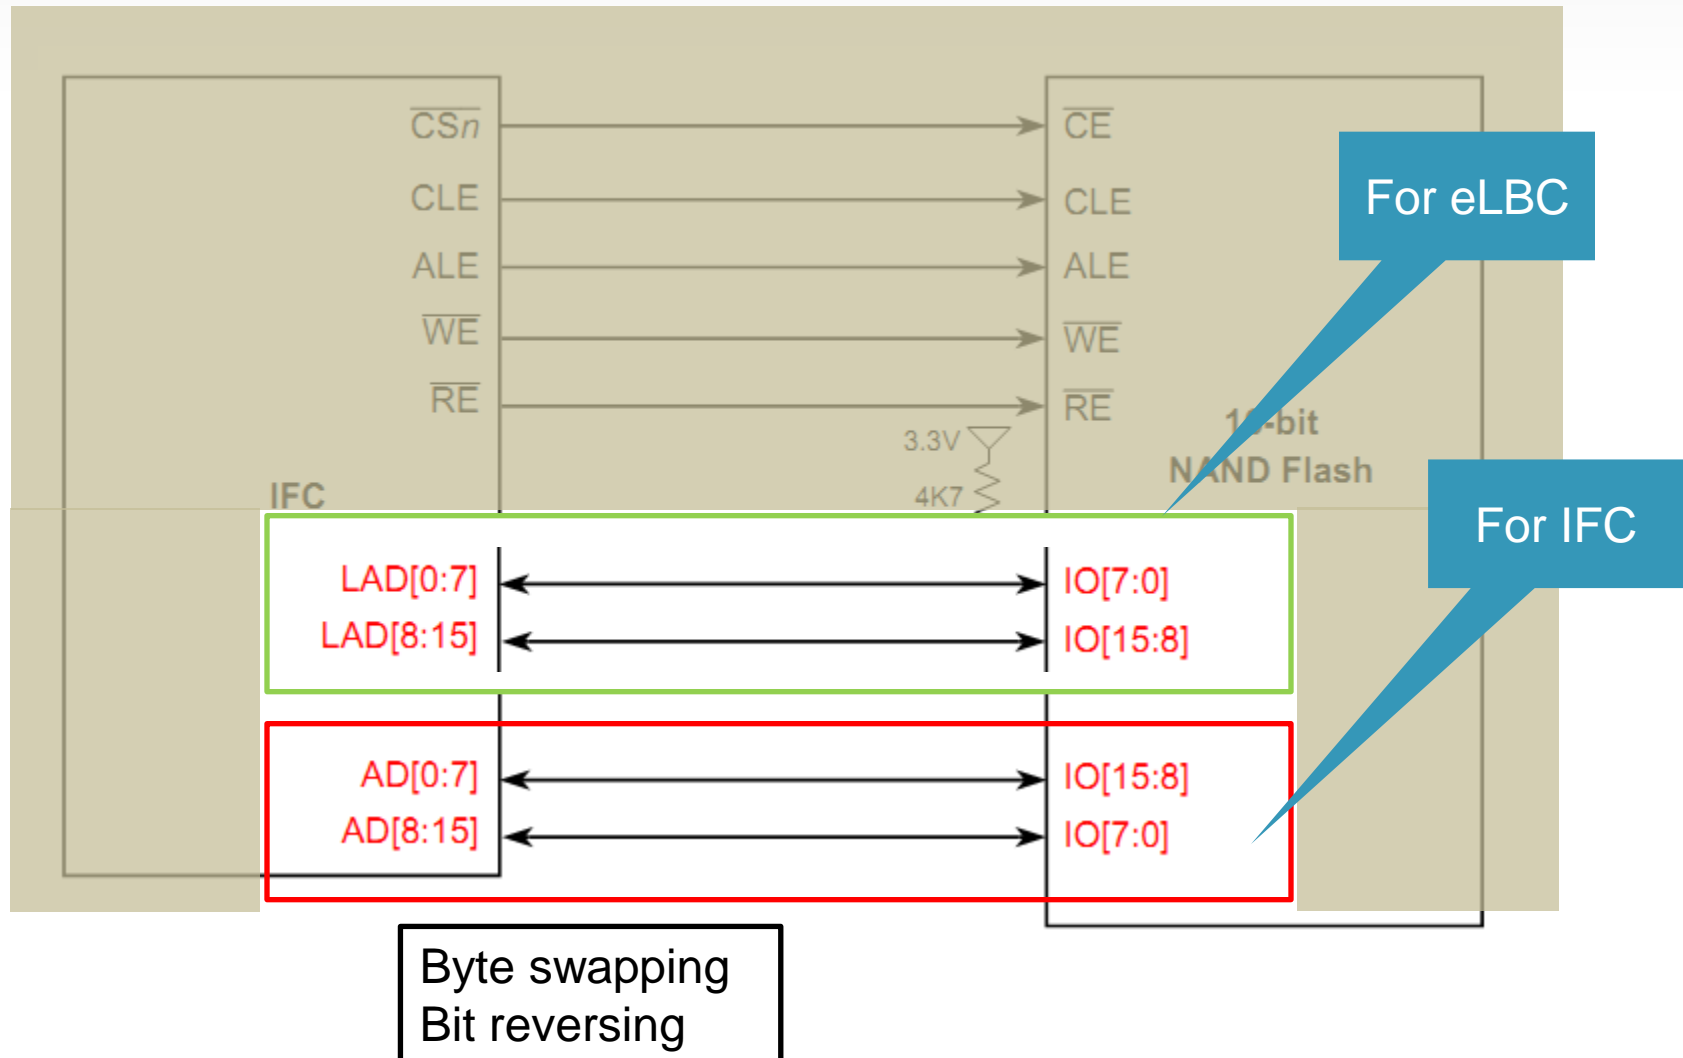 CSn
CE
CLE
CLE
ALE
ALE
WE
WE
RE
RE
For eLBC
3.3V
4K7
16-bit
NAND Flash
IFC
For IFC
LAD[0:7]
IO[7:0]
LAD[8:15]
IO[15:8]
AD[0:7]
IO[15:8]
AD[8:15]
IO[7:0]
Byte swapping
Bit reversing